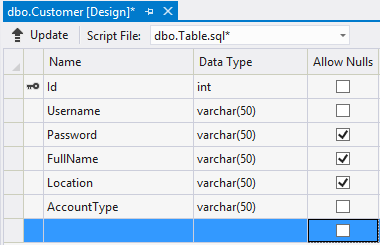 dbo.Customer [Design]*
Update Script File: dbo.Table.sql*
Name Data Type Allow Nulls
Id int
Username varchar(50)
Password varchar(50)
FullName varchar(50)
Location varchar(50)
AccountType varchar(50)